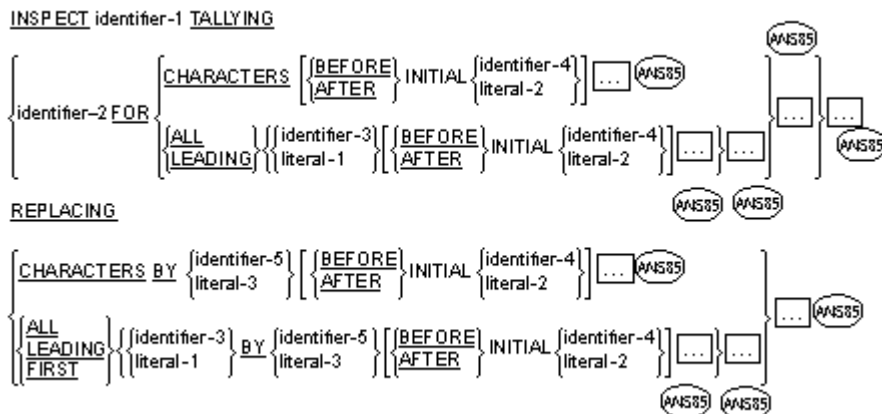 INSPECT identifier-1 TALLYING
ANS85
CHARACTERS BEFORE INITIAL identifier-4 ... ANS85
AFTER literal-2
identifier-2 FOR ... ...
ALL identifier-3 BEFORE INITIAL identifier-4 ... ... ANS85
LEADING literal-1 AFTER literal-2
ANS85 ANS85
REPLACING
CHARACTERS BY identifier-5 BEFORE INITIAL identifier-4 ... ANS85
literal-3 AFTER literal-2
... ANS85
ALL
LEADING identifier-3 BY identifier-5 BEFORE INITIAL identifier-4 ... ...
FIRST literal-1 literal-3 AFTER literal-2
ANS85 ANS85